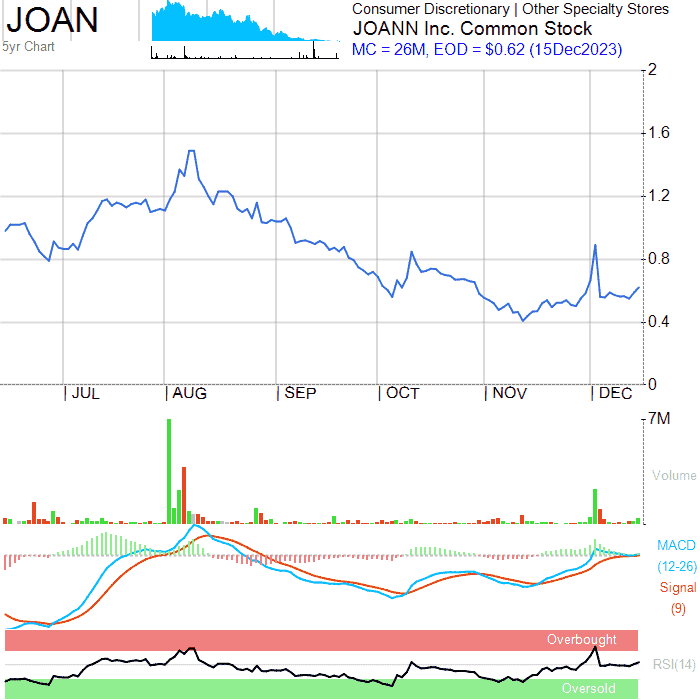 JOAN
5yr Chart
Consumer Discretionary | Other Specialty Stores
JOANN Inc. Common Stock
MC = 26M, EOD = $0.62 (15Dec2023)
2
1.6
1.2
0.8
0.4
0
JUL AUG SEP OCT NOV DEC
7M
Volume
MACD
(12-26)
Signal
(9)
Overbought
RSI(14)
Oversold